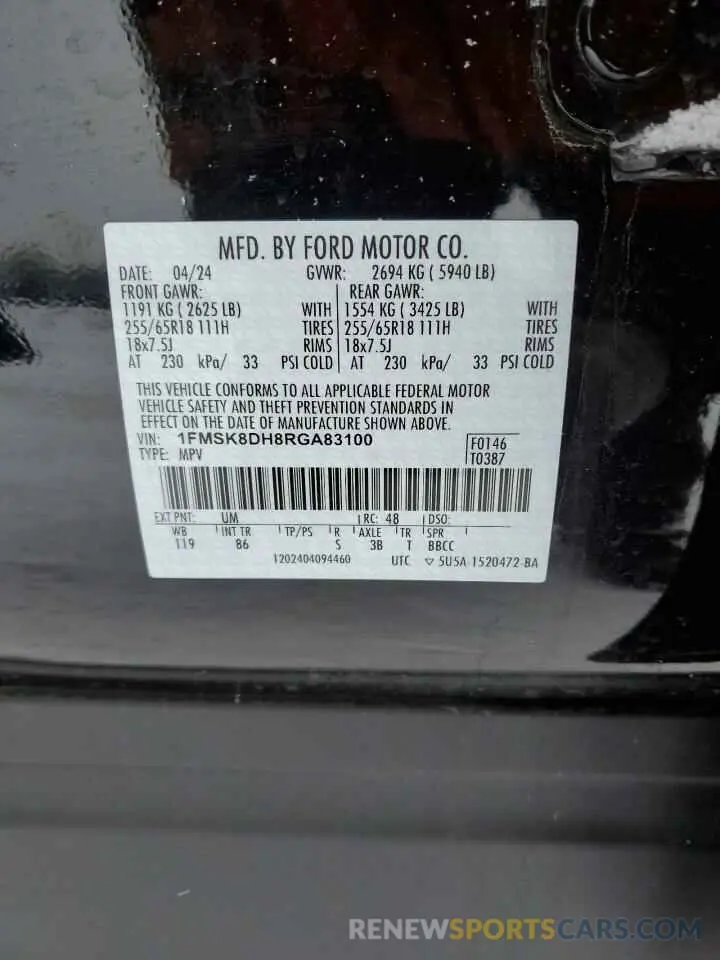 MFD. BY FORD MOTOR CO.
DATE: 04/24 GVWR: 2694 KG ( 5940 LB)
FRONT GAWR: REAR GAWR:
1191 KG ( 2625 LB) WITH 1554 KG ( 3425 LB) WITH
255/65R18 111H TIRES 255/65R18 111H TIRES
18x7.5J RIMS 18x7.5J RIMS
AT 230 kPa/ 33 PSI COLD AT 230 kPa/ 33 PSI COLD
THIS VEHICLE CONFORMS TO ALL APPLICABLE FEDERAL MOTOR
VEHICLE SAFETY AND THEFT PREVENTION STANDARDS IN
EFFECT ON THE DATE OF MANUFACTURE SHOWN ABOVE.
VIN: 1FMSK8DH8RGA83100 F0146
TYPE: MPV T0387
EXT PNT: UM RC: 48 DSO:
WB INT TR TP/PS R AXLE TR SPR
119 86 S 3B T BBCC
1202404094460 UTC ▽ 5U5A 1520472-BA
RENEWSPORTSCARS.COM